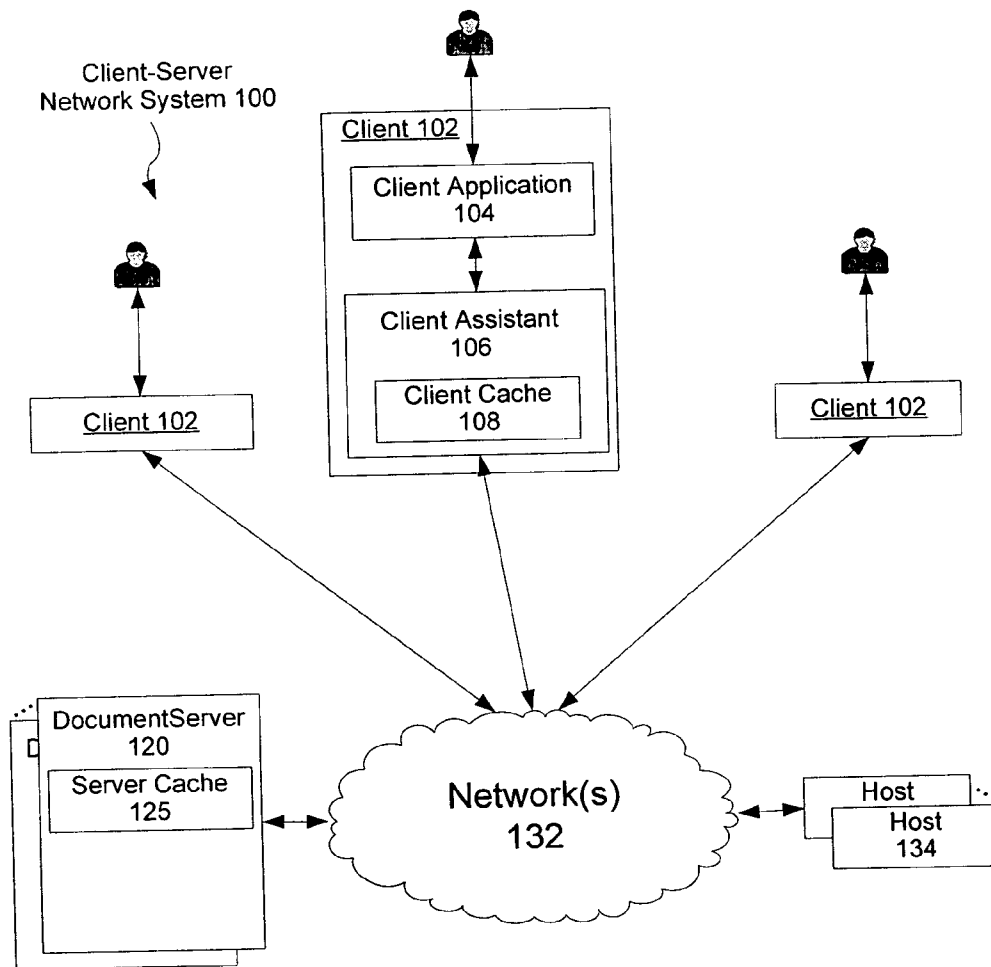 Client-Server
Network System 100
Client 102
Client Application
104
Client Assistant
106
Client Cache
108
Client 102
Client 102
DocumentServer
120
D
Server Cache
125
Network(s)
132
Host
Host
134